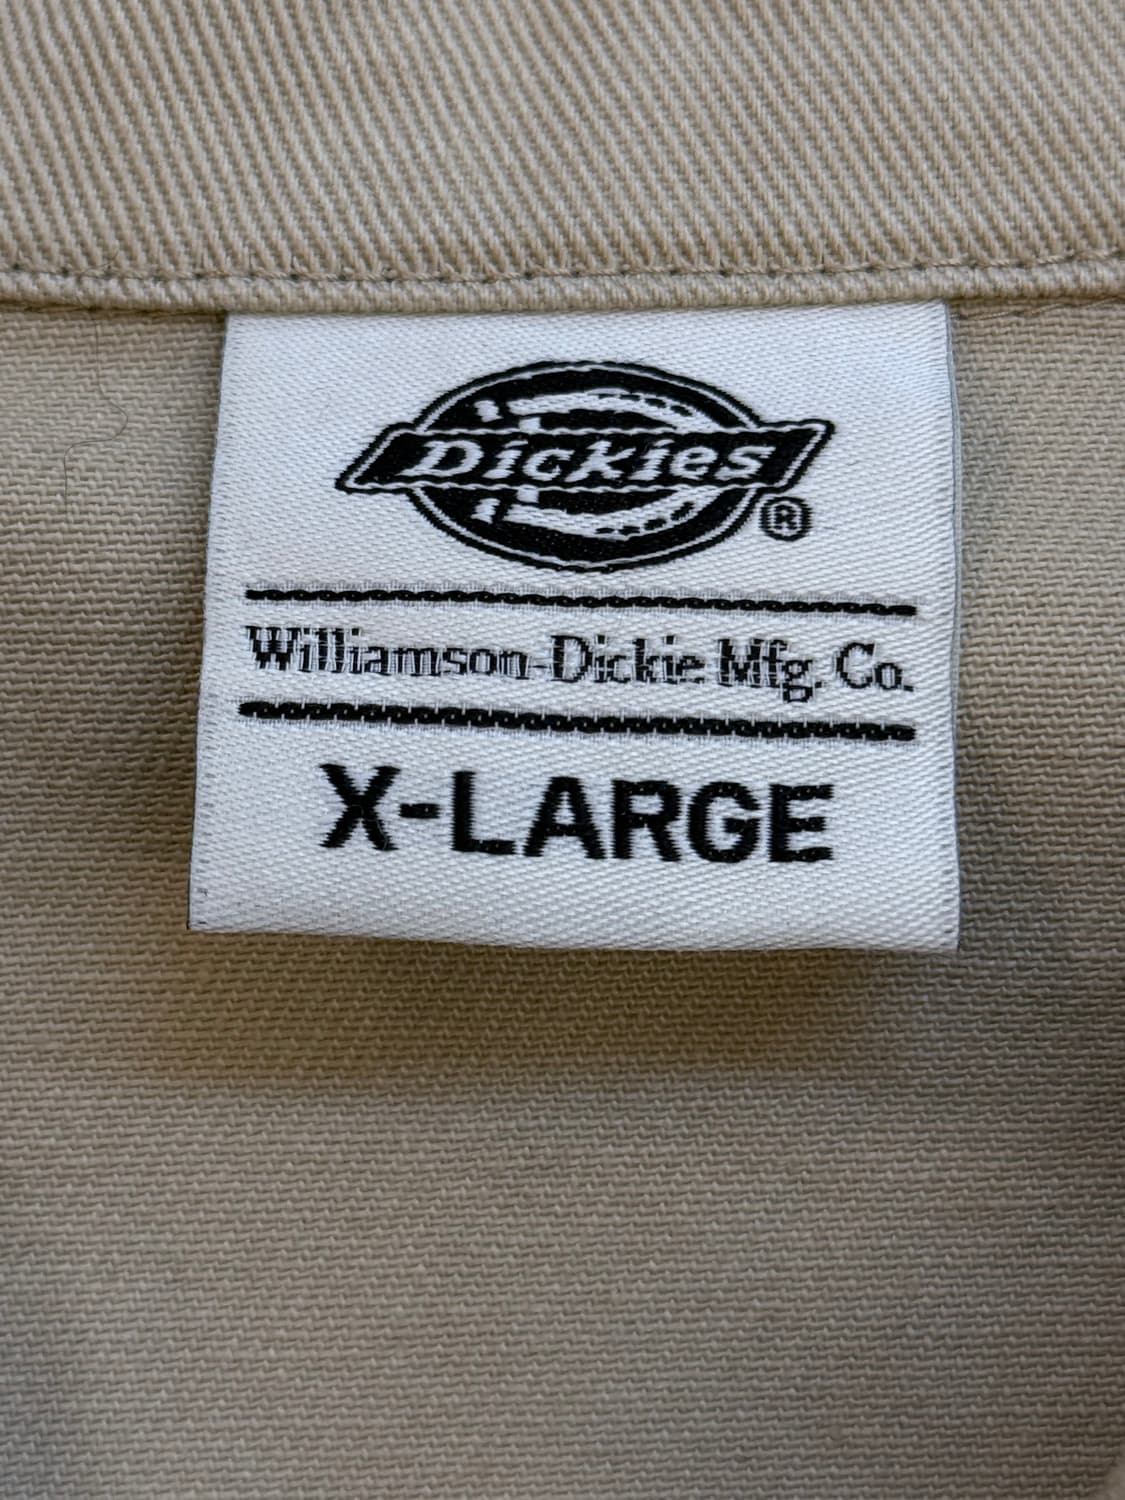 Dickies
®
Williamson-Dickie Mfg. Co.
X-LARGE